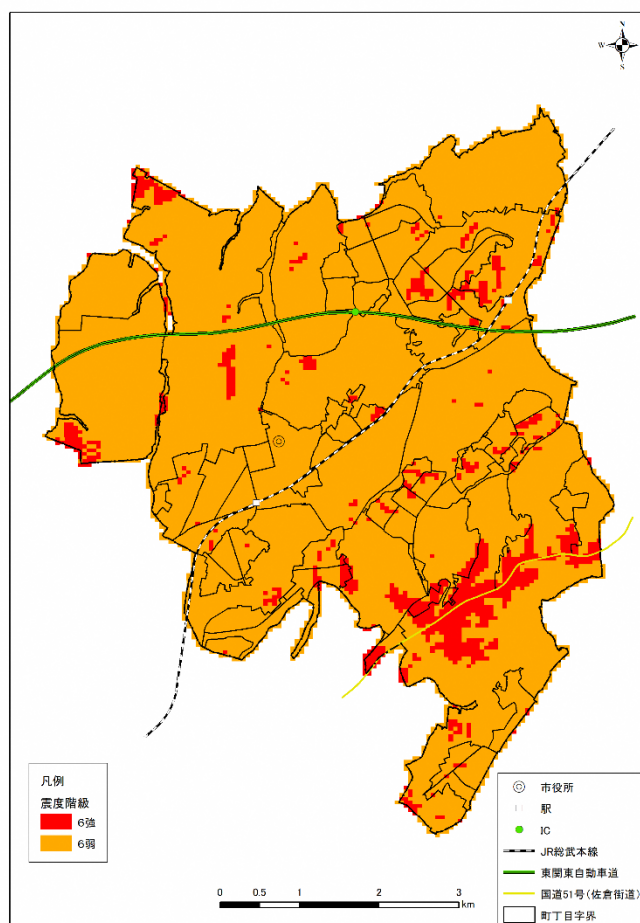 N
W
S
凡例
震度階級
6強
6弱
0 0.5 1 2 3
km
市役所
駅
IC
JR総武本線
東関東自動車道
国道51号(佐倉街道)
町丁目字界